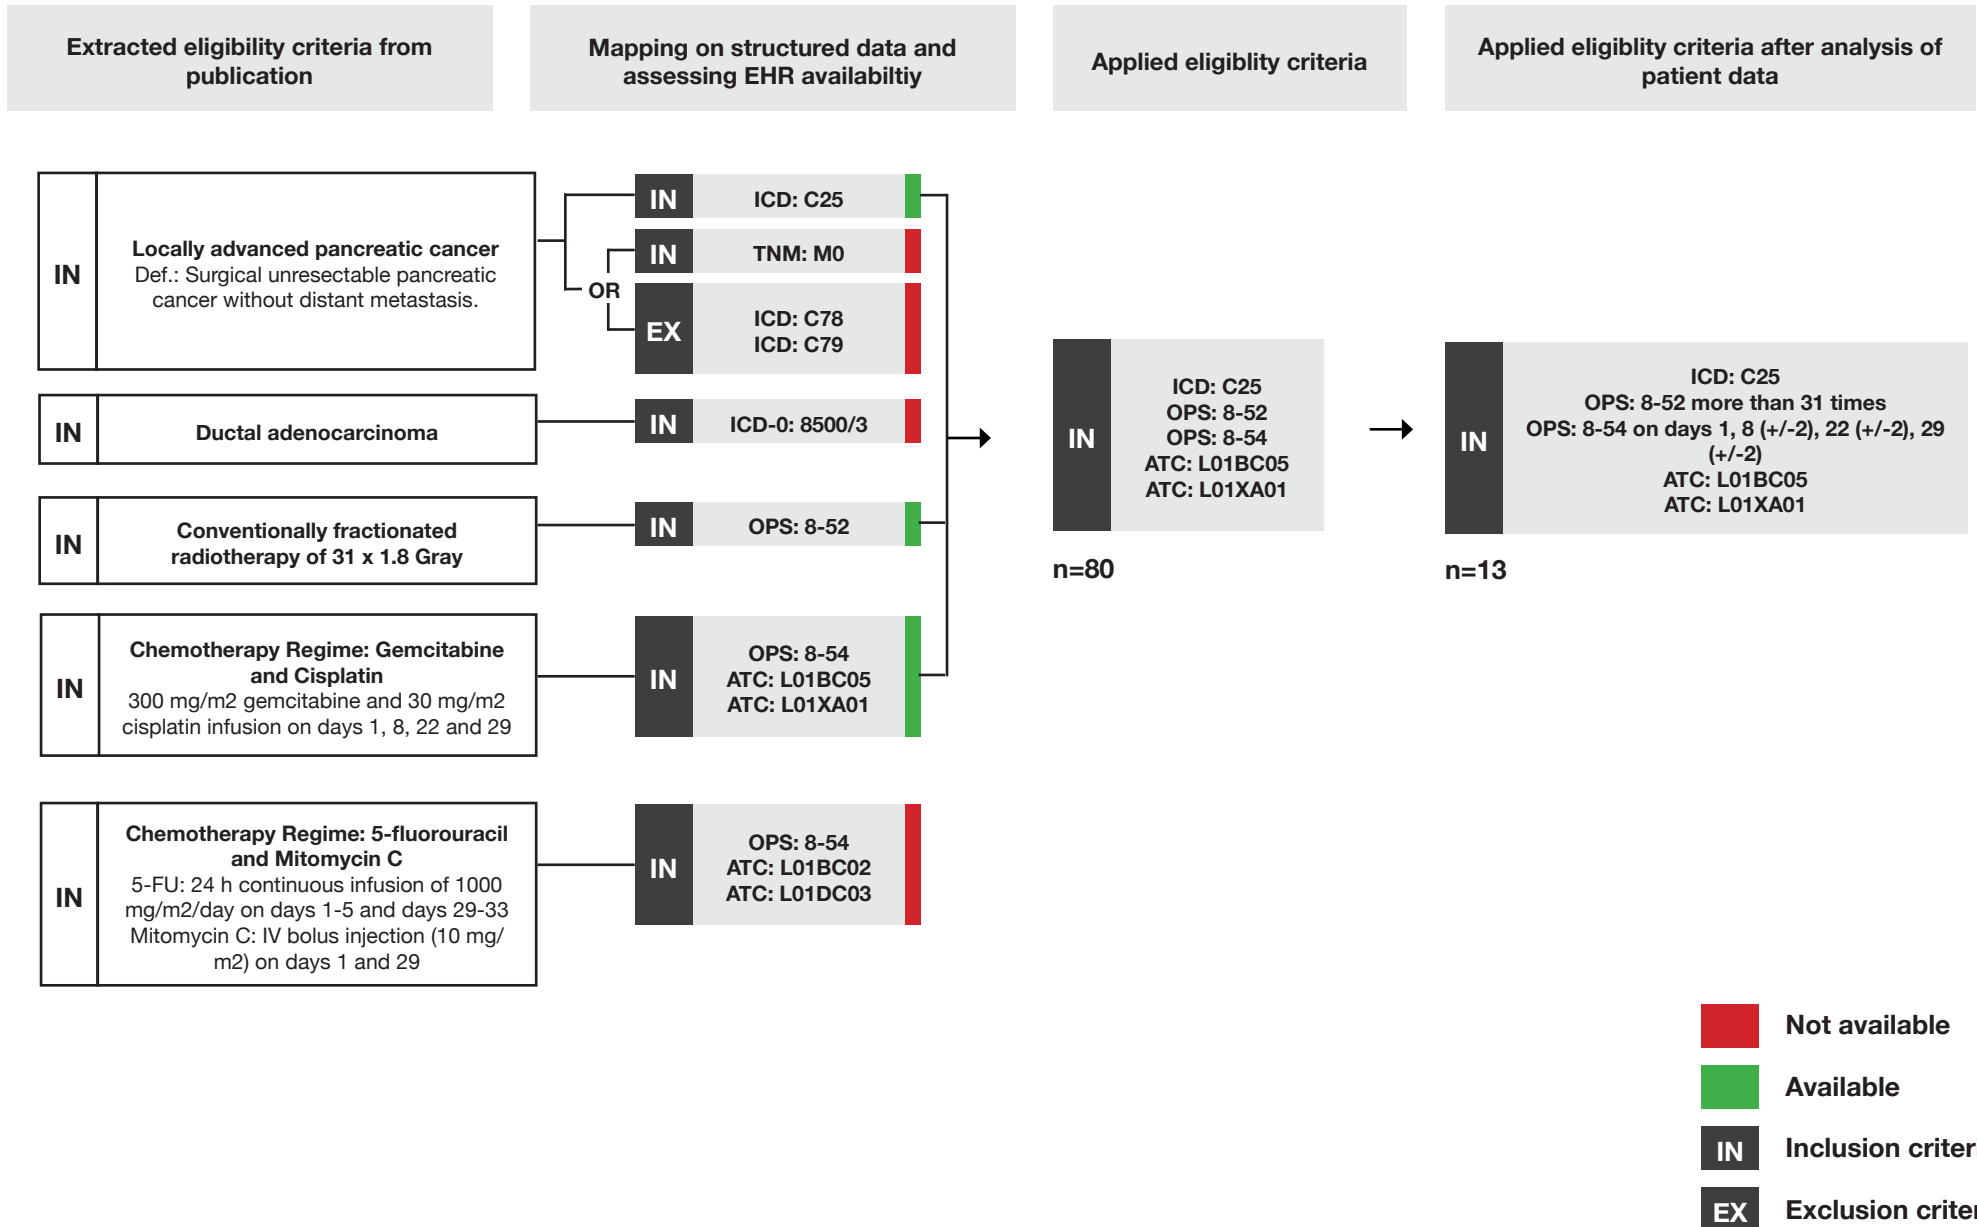 Extracted eligibility criteria from
publication
Mapping on structured data and
assessing EHR availabiltiy
Applied eligiblity criteria
Applied eligiblity criteria after analysis of
patient data
IN
Locally advanced pancreatic cancer
Def.: Surgical unresectable pancreatic
cancer without distant metastasis.
IN
ICD: C25
OR
IN
TNM: M0
EX
ICD: C78
ICD: C79
IN
Ductal adenocarcinoma
IN
ICD-0: 8500/3
IN
Conventionally fractionated
radiotherapy of 31 x 1.8 Gray
IN
OPS: 8-52
IN
Chemotherapy Regime: Gemcitabine
and Cisplatin
300 mg/m2 gemcitabine and 30 mg/m2
cisplatin infusion on days 1, 8, 22 and 29
IN
OPS: 8-54
ATC: L01BC05
ATC: L01XA01
IN
Chemotherapy Regime: 5-fluorouracil
and Mitomycin C
5-FU: 24 h continuous infusion of 1000
mg/m2/day on days 1-5 and days 29-33
Mitomycin C: IV bolus injection (10 mg/
m2) on days 1 and 29
IN
OPS: 8-54
ATC: L01BC02
ATC: L01DC03
IN
ICD: C25
OPS: 8-52
OPS: 8-54
ATC: L01BC05
ATC: L01XA01
n=80
IN
ICD: C25
OPS: 8-52 more than 31 times
OPS: 8-54 on days 1, 8 (+/-2), 22 (+/-2), 29
(+/-2)
ATC: L01BC05
ATC: L01XA01
n=13
Not available
Available
IN
Inclusion criter
EX
Exclusion criter